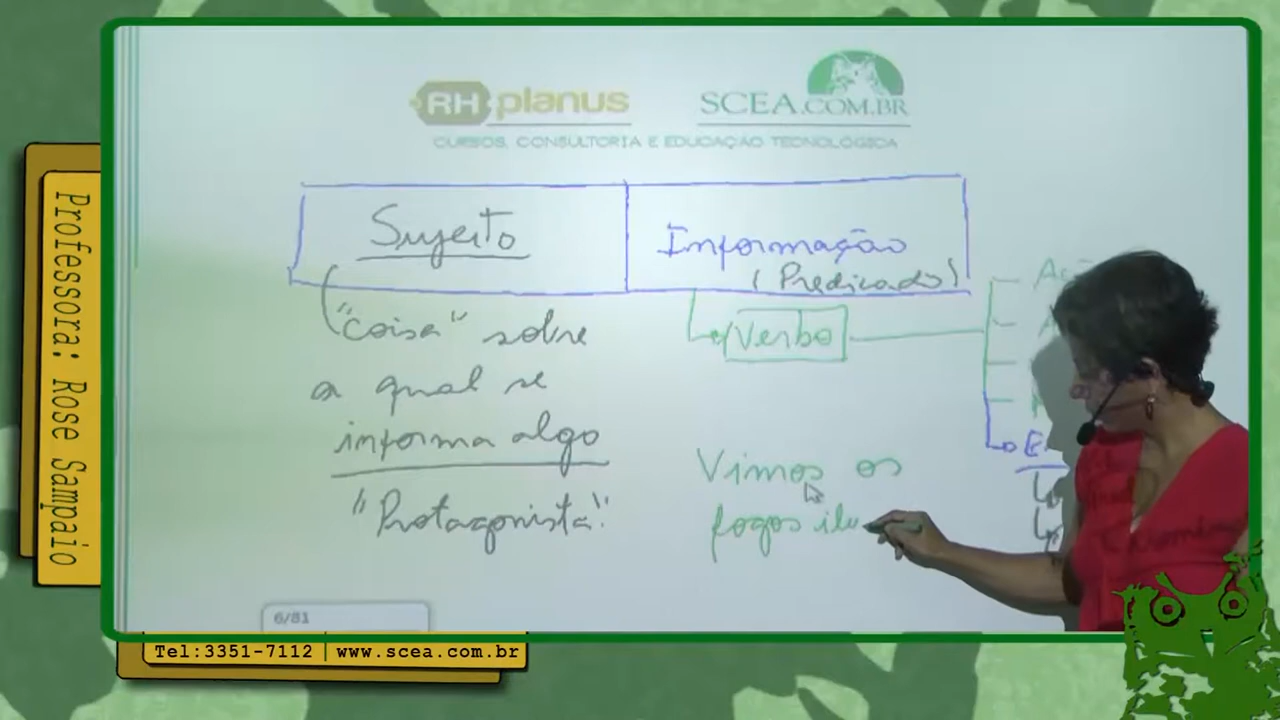 RH planus
SCEA.COM.BR
CURSOS, CONSULTORIA E EDUCAÇÃO TECNOLÓGICA
Sujeito
Informação
(Predicado)
"coisa" sobre
Verbo
a qual se
informa algo
Vimos os
"Protagonista".
fogos ilu
6/81
Professora: Rose Sampaio
Tel:3351-7112 | www.scea.com.br